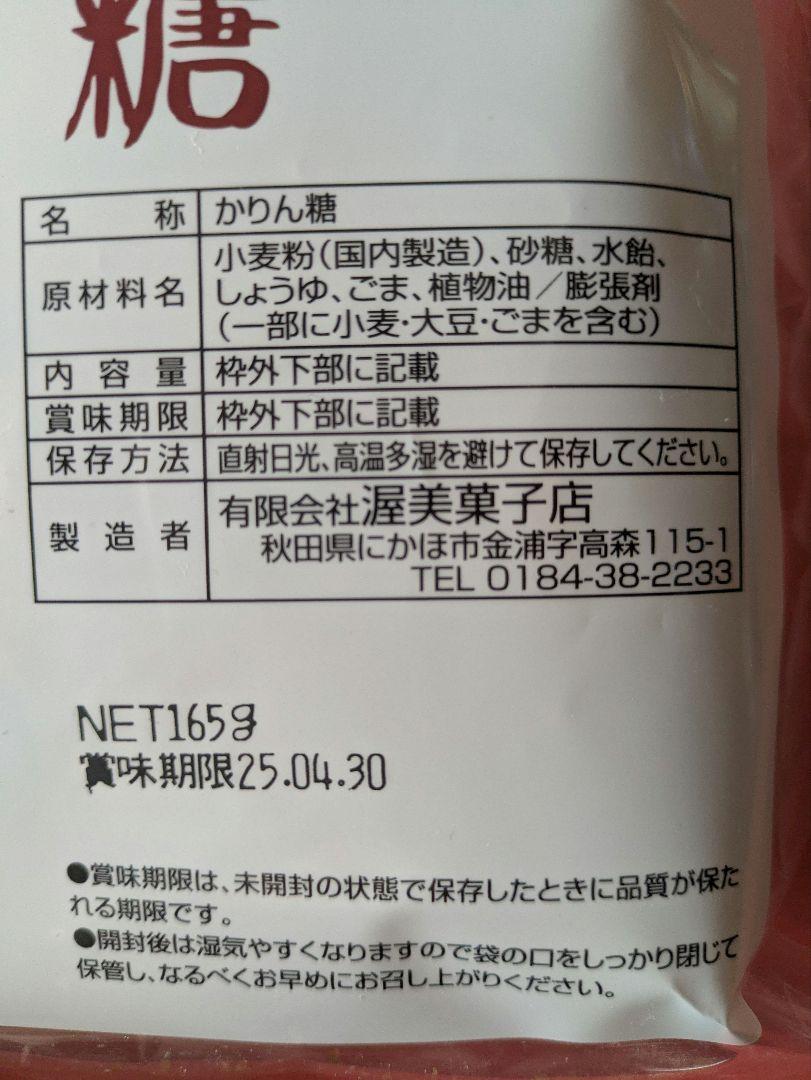 糖
名称 かりん糖
原材料名 小麦粉(国内製造)、砂糖、水飴、
しょうゆ、ごま、植物油/膨張剤
(一部に小麦・大豆・ごまを含む)
内容量 枠外下部に記載
賞味期限 枠外下部に記載
保存方法 直射日光、高温多湿を避けて保存してください。
製造者 有限会社渥美菓子店
秋田県にかほ市金浦字高森115-1
TEL 0184-38-2233
NET165g
賞味期限25.04.30
●賞味期限は、未開封の状態で保存したときに品質が保た
れる期限です。
●開封後は湿気やすくなりますので袋の口をしっかり閉じて
保管し、なるべくお早めにお召し上がりください。